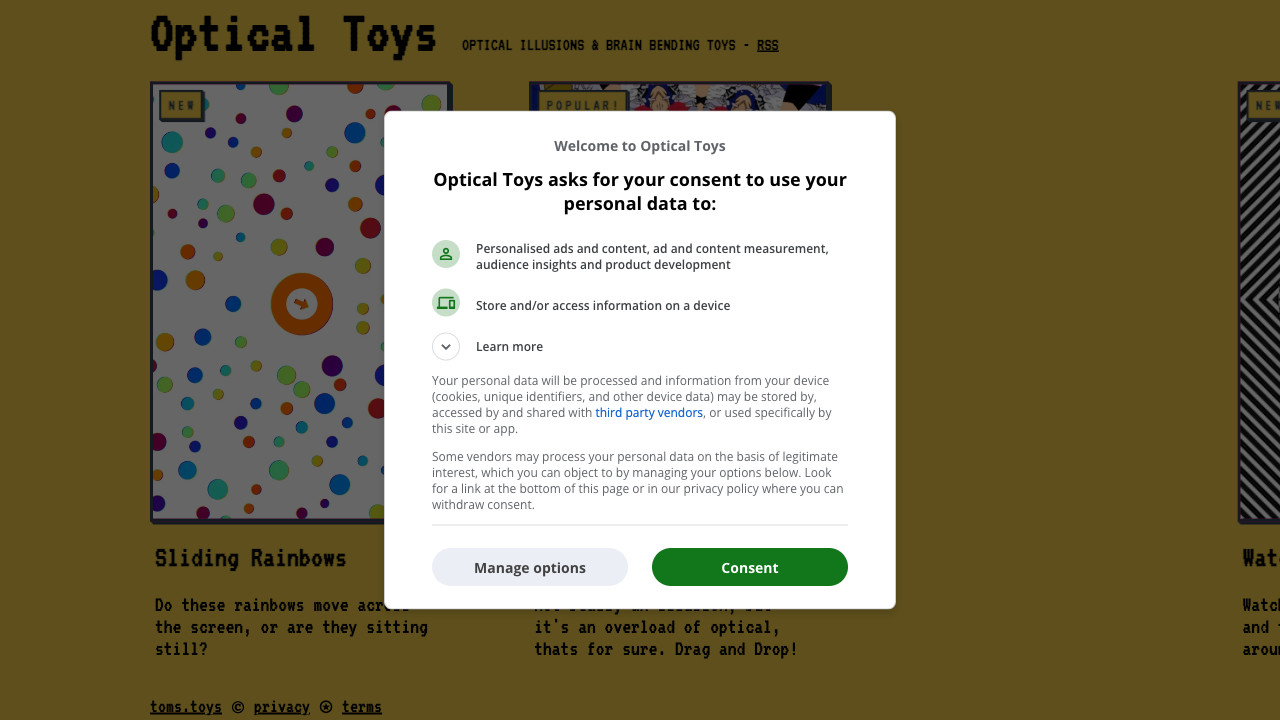 Optical Toys
OPTICAL ILLUSIONS & BRAIN BENDING TOYS - RSS
NEW
POPULAR!
NEW
Welcome to Optical Toys
Optical Toys asks for your consent to use your
personal data to:
Personalised ads and content, ad and content measurement,
audience insights and product development
Store and/or access information on a device
Learn more
Your personal data will be processed and information from your device
(cookies, unique identifiers, and other device data) may be stored by,
accessed by and shared with third party vendors, or used specifically by
this site or app.
Some vendors may process your personal data on the basis of legitimate
interest, which you can object to by managing your options below. Look
for a link at the bottom of this page or in our privacy policy where you can
withdraw consent.
Manage options
Consent
Sliding Rainbows
Do these rainbows move across
the screen, or are they sitting
still?
it's an overload of optical,
thats for sure. Drag and Drop!
Wat
Watch
and
arou
toms.toys © privacy ⍟ terms